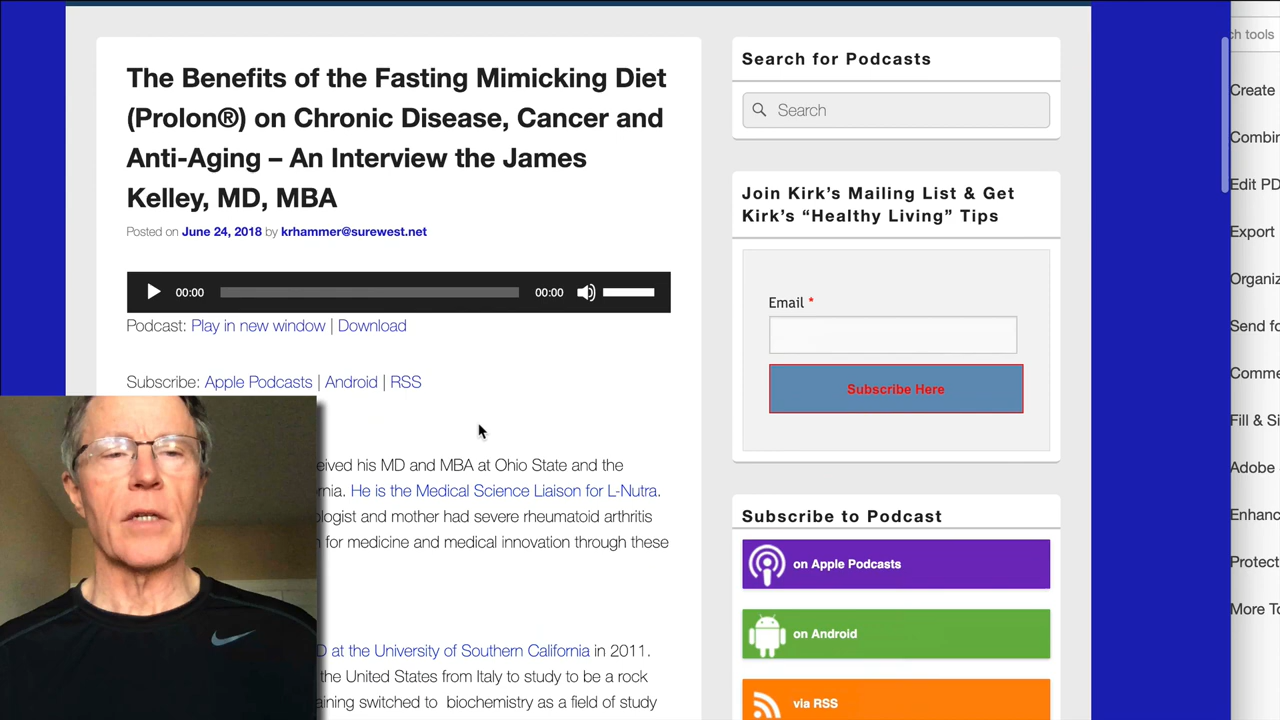 The Benefits of the Fasting Mimicking Diet
(Prolon®) on Chronic Disease, Cancer and
Anti-Aging – An Interview the James
Kelley, MD, MBA
Posted on June 24, 2018 by krhammer@surewest.net
00:00 00:00
Podcast: Play in new window | Download
Subscribe: Apple Podcasts | Android | RSS
eived his MD and MBA at Ohio State and the
rnia. He is the Medical Science Liaison for L-Nutra.
ologist and mother had severe rheumatoid arthritis
for medicine and medical innovation through these
D at the University of Southern California in 2011.
the United States from Italy to study to be a rock
aining switched to biochemistry as a field of study
Search for Podcasts
Search
Join Kirk’s Mailing List & Get
Kirk’s “Healthy Living” Tips
Email *
Subscribe Here
Subscribe to Podcast
on Apple Podcasts
on Android
via RSS
ch tools
Create
Combin
Edit PD
Export
Organiz
Send fo
Comme
Fill & Si
Adobe
Enhanc
Protect
More To